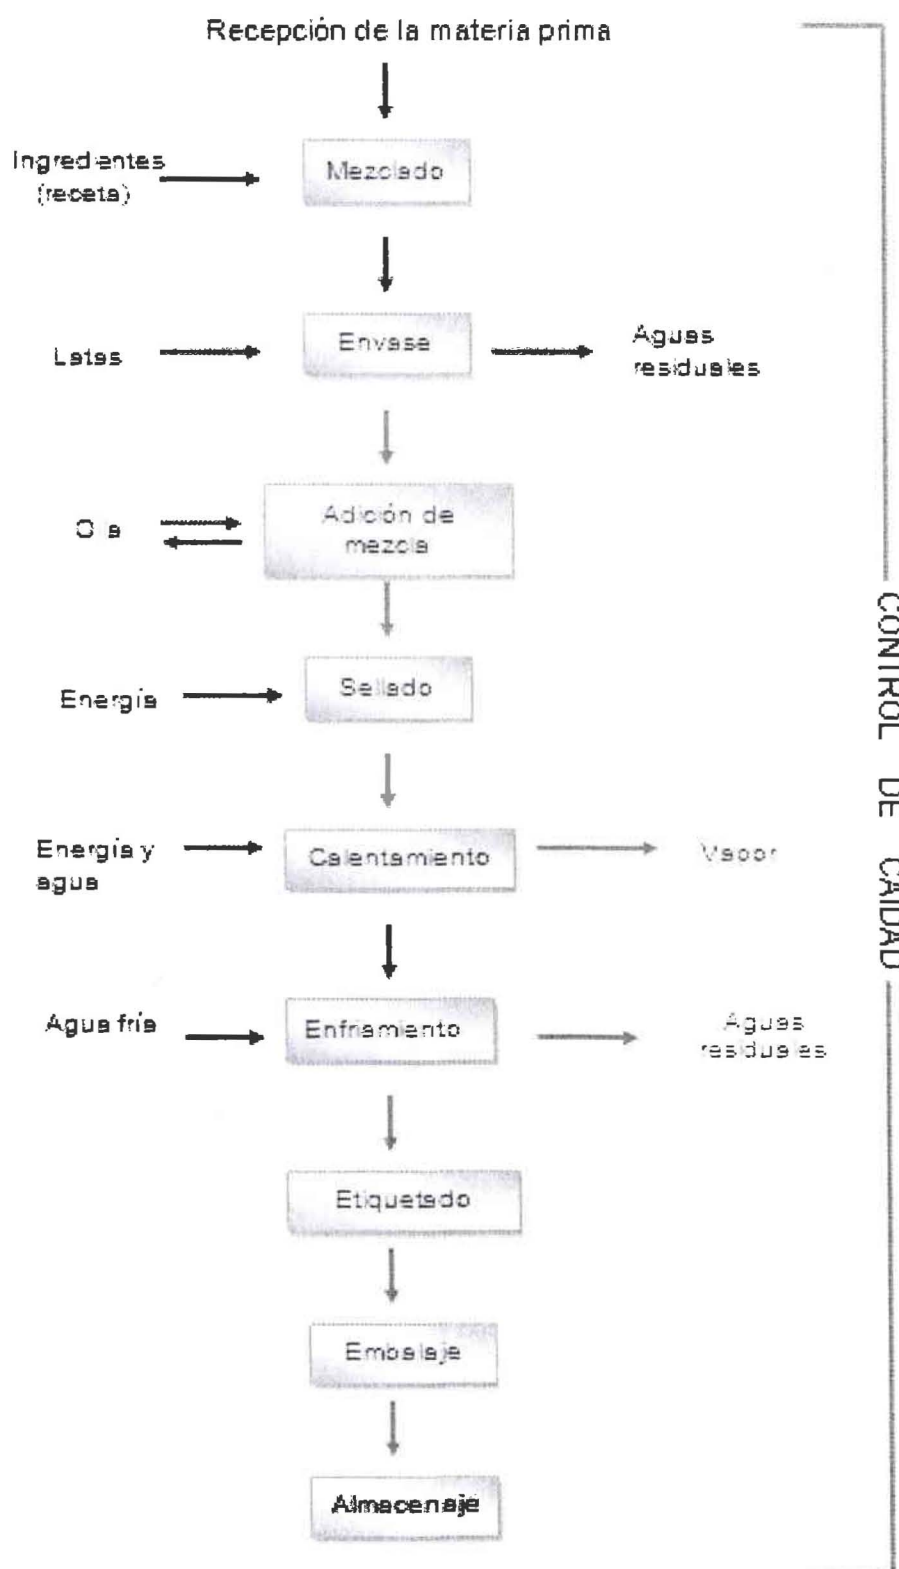 Recepción de la materia prima
Ingredientes
(receta)
Mezclado
Latas
Envase
Aguas
residuales
Olla
Adición de
mezcla
Energía
Sellado
Energía y
agua
Calentamiento
Vapor
Agua fría
Enfriamiento
Aguas
residuales
Etiquetado
Embalaje
Almacenaje
CONTROL DE CAIDAD